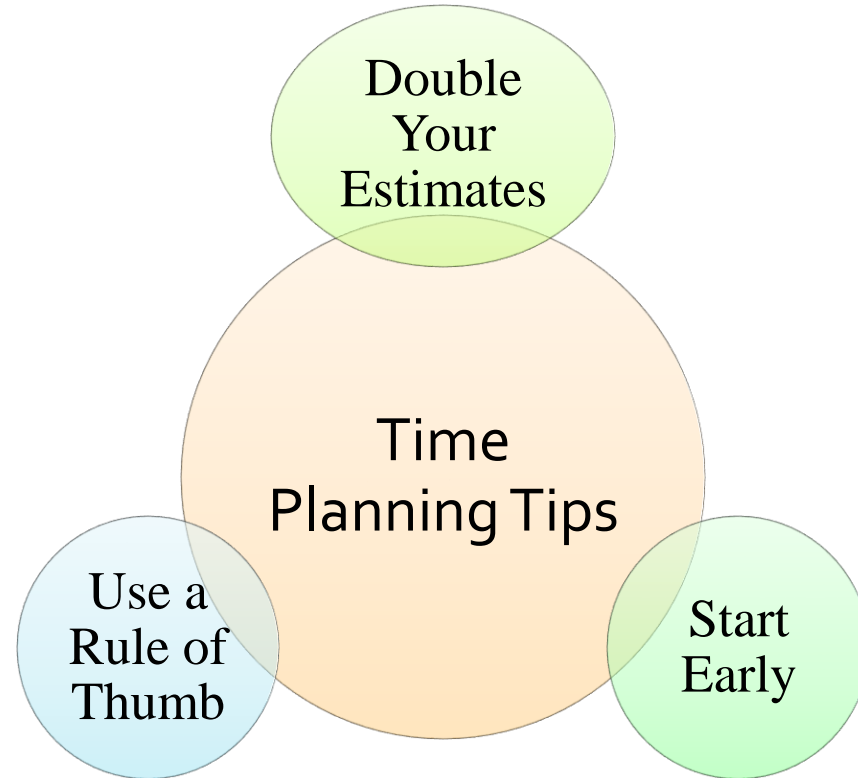 Double
Your
Estimates
Time
Planning Tips
Use a
Rule of
Thumb
Start
Early